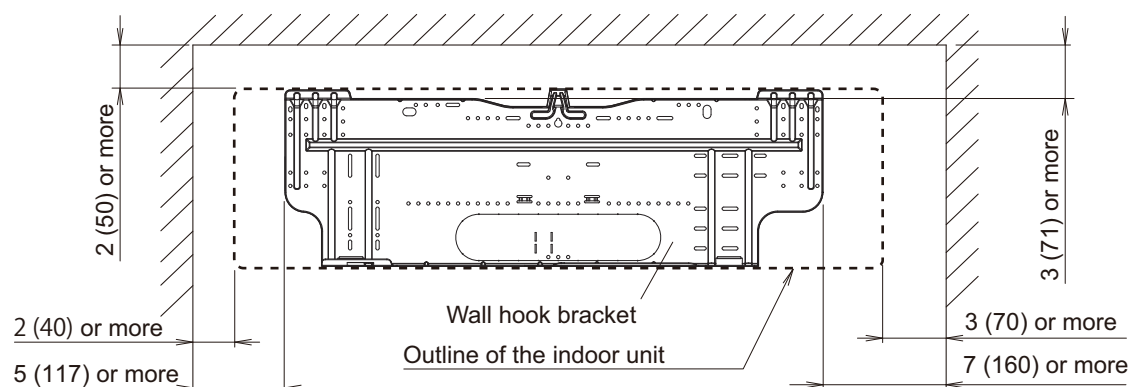 2 (50) or more
3 (71) or more
Wall hook bracket
2 (40) or more
3 (70) or more
Outline of the indoor unit
5 (117) or more
7 (160) or more